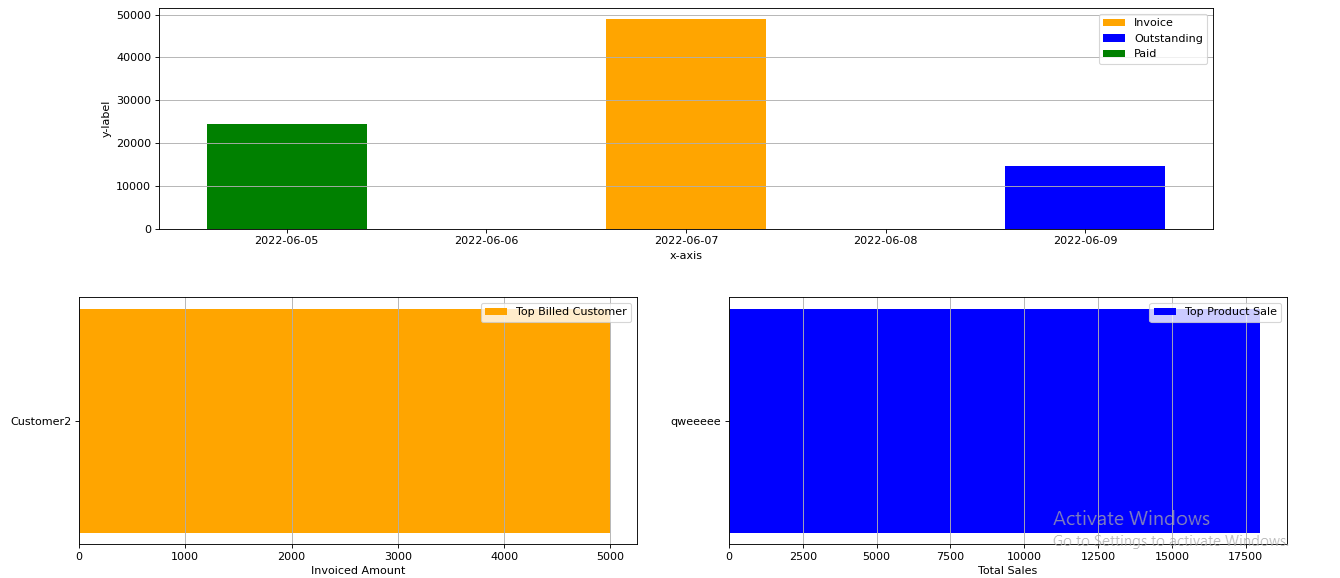 50000
40000
30000
20000
10000
0
y-label
Invoice
Outstanding
Paid
2022-06-05 2022-06-06 2022-06-07 2022-06-08 2022-06-09
x-axis
Top Billed Customer
Customer2
0 1000 2000 3000 4000 5000
Invoiced Amount
Top Product Sale
qweeeee
0 2500 5000 7500 10000 12500 15000 17500
Total Sales
Activate Windows
Go to Settings to activate Windows.